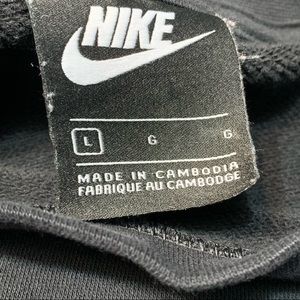 NIKE
L G G
MADE IN CAMBODIA
FABRIQUE AU CAMBODGE